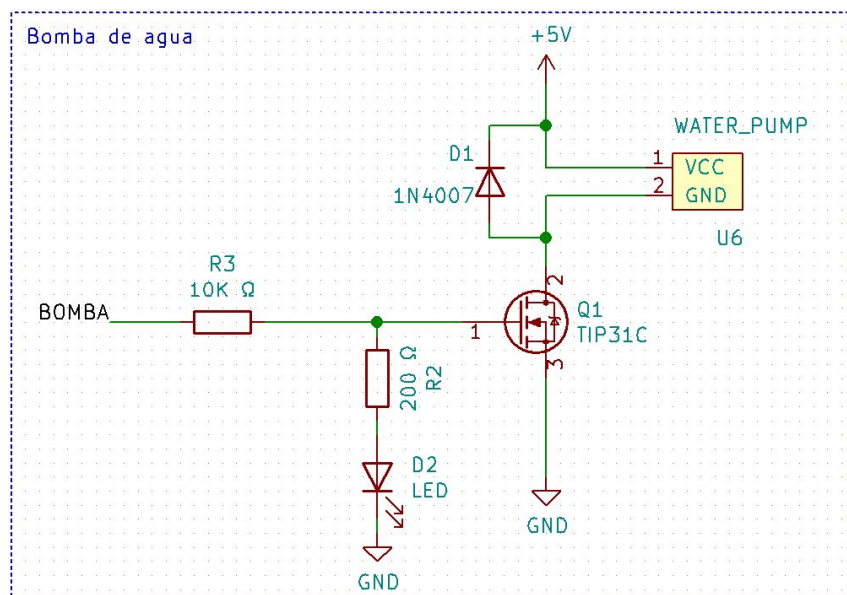 Bomba de agua
+5V
WATER_PUMP
D1
1N4007
1
VCC
2
GND
U6
R3
10K Ω
BOMBA
1
2
Q1
TIP31C
3
200 Ω
R2
D2
LED
GND
GND